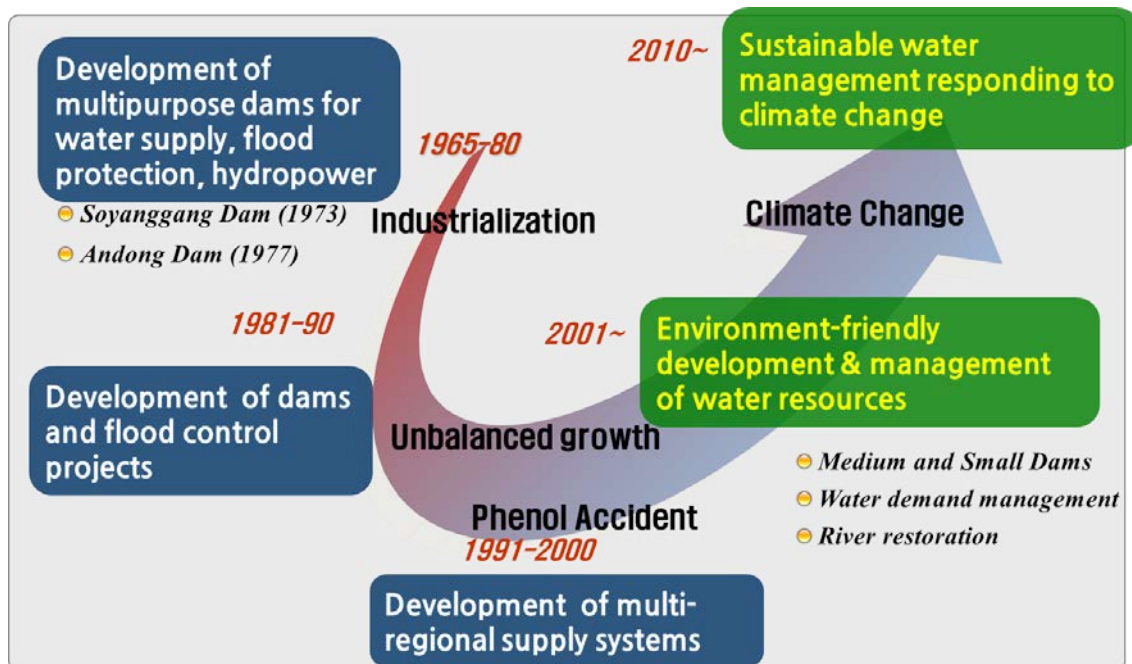 Development of
multipurpose dams for
water supply, flood
protection, hydropower
Soyanggang Dam (1973)
Andong Dam (1977)
1965-80
Industrialization
1981-90
Development of dams
and flood control
projects
Unbalanced growth
Phenol Accident
1991-2000
Development of multi-
regional supply systems
2001~
Environment-friendly
development & management
of water resources
Medium and Small Dams
Water demand management
River restoration
Climate Change
2010~
Sustainable water
management responding to
climate change